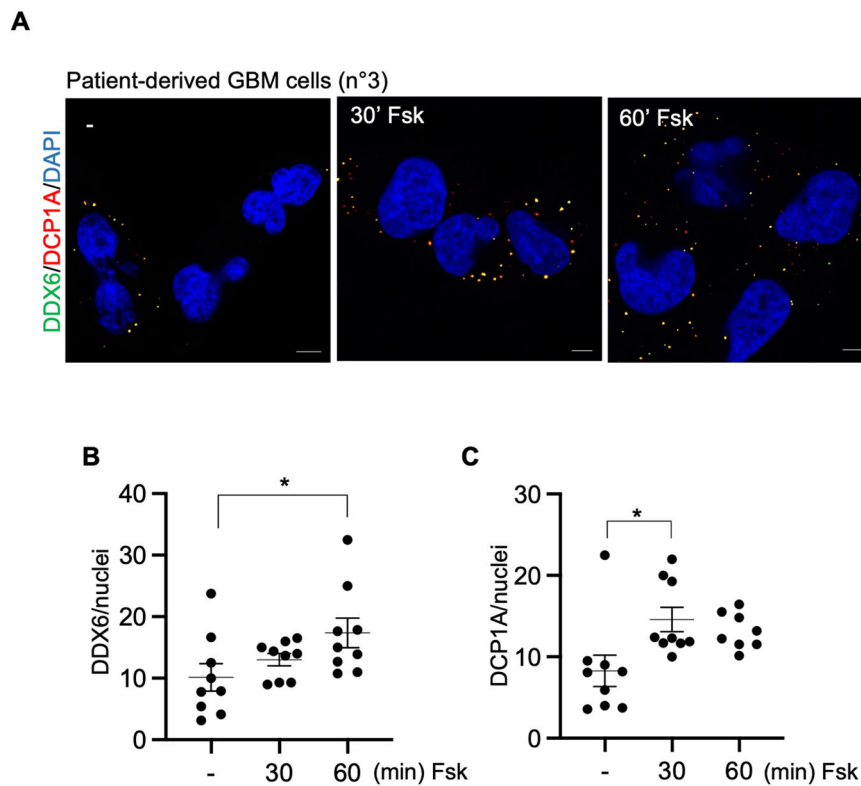 A
Patient-derived GBM cells (n°3)
DDX6/DCP1A/DAPI
-
30' Fsk
60' Fsk
B
*
DDX6/nuclei
40
30
20
10
0
- 30 60 (min) Fsk
C
*
DCP1A/nuclei
30
20
10
0
- 30 60 (min) Fsk